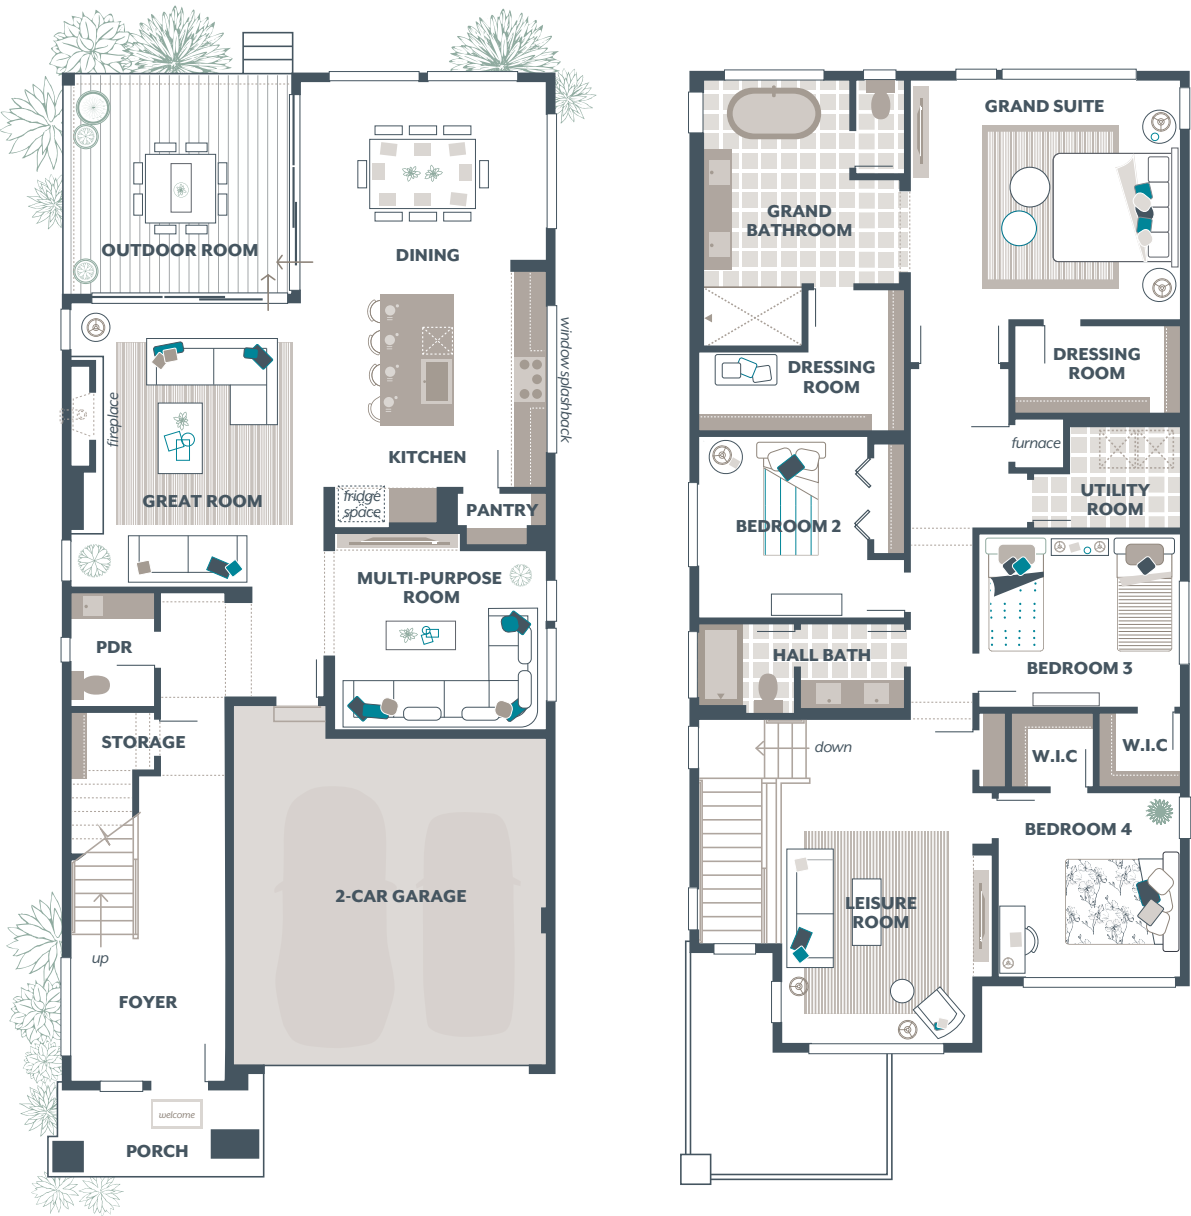 OUTDOOR ROOM
DINING
window splashback
fireplace
KITCHEN
GREAT ROOM
fridge
space
PANTRY
MULTI-PURPOSE
ROOM
PDR
STORAGE
2-CAR GARAGE
up
FOYER
welcome
PORCH
GRAND SUITE
GRAND
BATHROOM
DRESSING
ROOM
DRESSING
ROOM
furnace
UTILITY
ROOM
BEDROOM 2
HALL BATH
BEDROOM 3
down
W.I.C
W.I.C
BEDROOM 4
LEISURE
ROOM